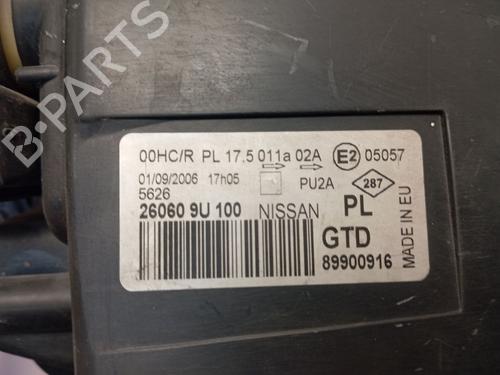 00HC/R PL 17.5 011a 02A E2 05057
01/09/2006 17h05 PU2A 287
5626
26060 9U 100 NISSAN PL
GTD
89900916
MADE IN EU
B-PARTS